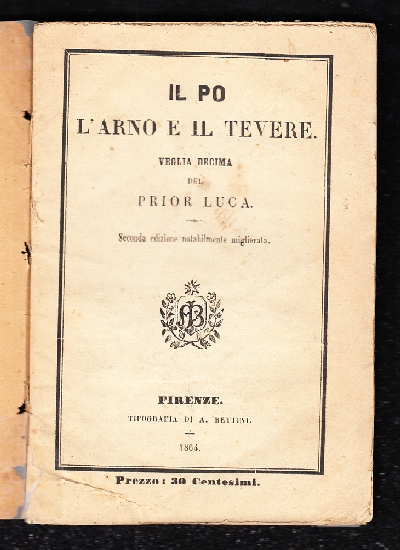 IL PO
L'ARNO E IL TEVERE.
VEGLIA DECIMA
DEL
PRIOR LUCA.
Seconda edizione notabilmente migliorata.
AB
FIRENZE.
TIPOGRAFIA DI A. BETTINI.
1864.
Prezzo: 30 Centesimi.